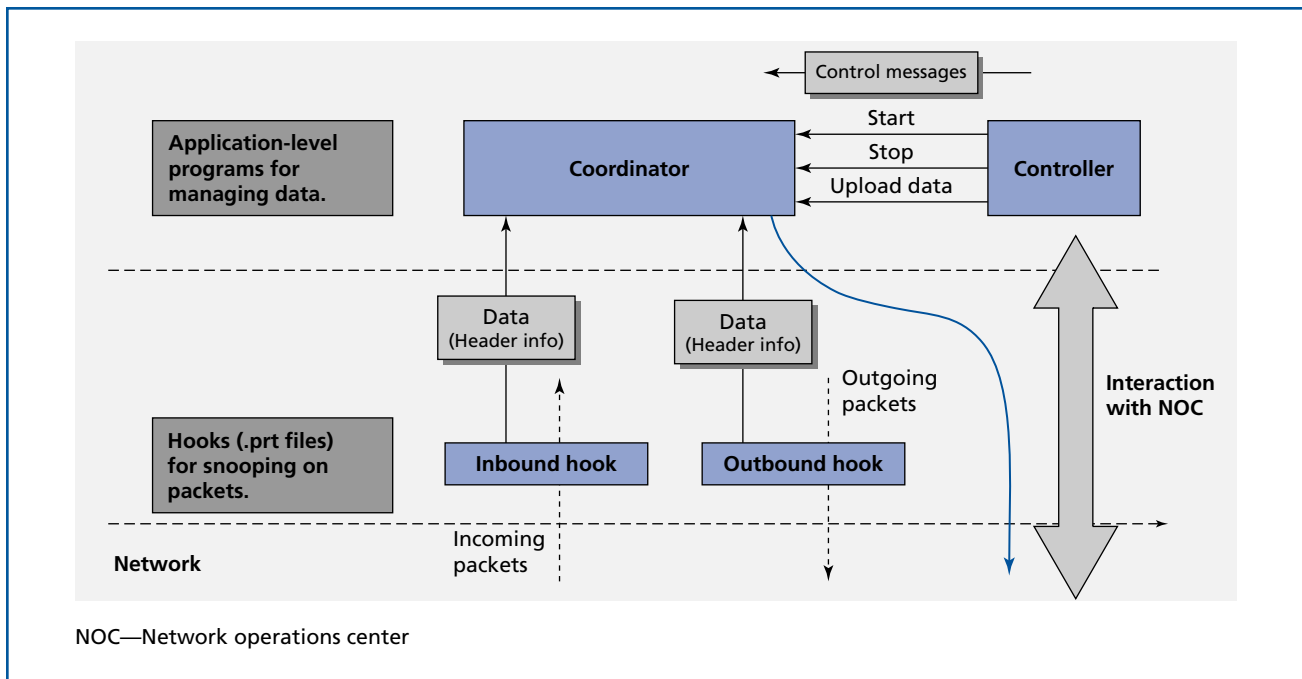 Control messages
Application-level
programs for
managing data.
Coordinator
Start
Stop
Upload data
Controller
Data
(Header info)
Data
(Header info)
Outgoing
packets
Interaction
with NOC
Hooks (.prt files)
for snooping on
packets.
Inbound hook
Outbound hook
Incoming
packets
Network
NOC—Network operations center